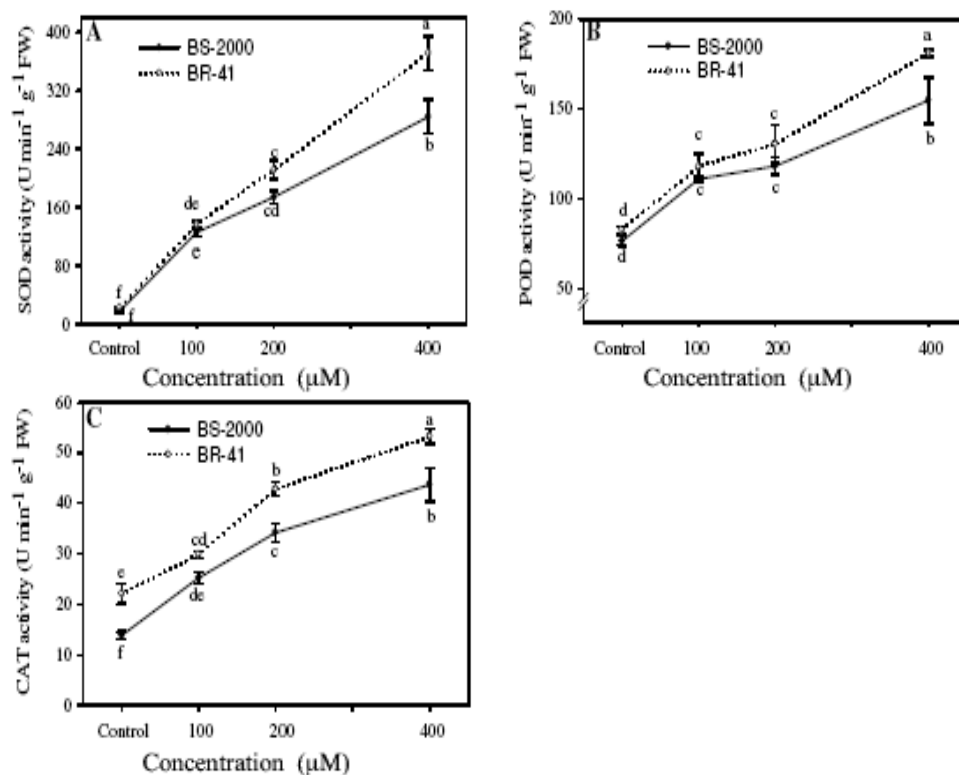 A
BS-2000
BR-41
SOD activity (U min⁻¹ g⁻¹ FW)
400
320
240
160
80
0
a
b
c
cd
de
e
f
f
Control
100
200
400
Concentration (µM)
B
BS-2000
BR-41
POD activity (U min⁻¹ g⁻¹ FW)
200
150
100
50
a
b
c
c
c
c
d
d
Control
100
200
400
Concentration (µM)
C
BS-2000
BR-41
CAT activity (U min⁻¹ g⁻¹ FW)
60
50
40
30
20
10
0
a
b
b
c
cd
de
e
f
Control
100
200
400
Concentration (µM)